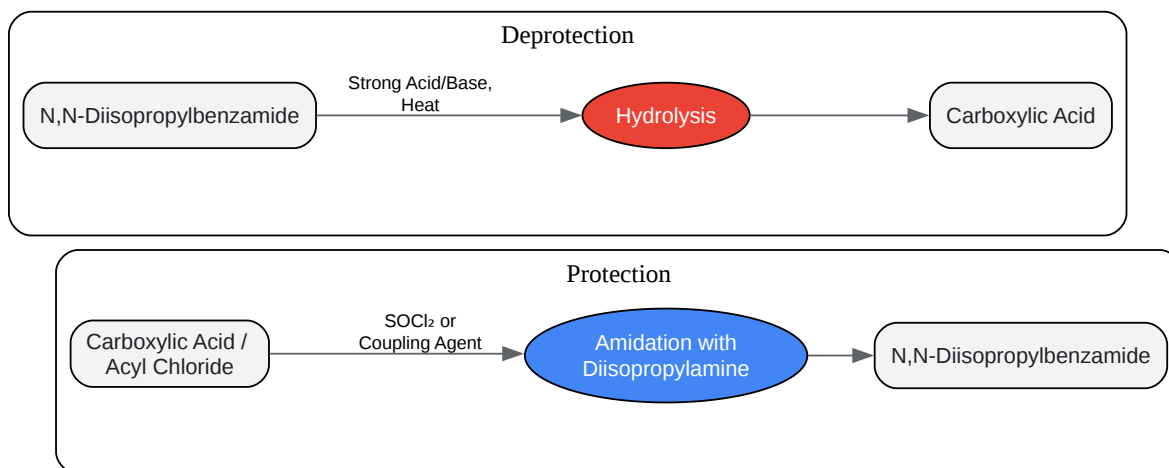 Deprotection
N,N-Diisopropylbenzamide
Strong Acid/Base,
Heat
Hydrolysis
Carboxylic Acid
Protection
Carboxylic Acid /
Acyl Chloride
SOCl₂ or
Coupling Agent
Amidation with
Diisopropylamine
N,N-Diisopropylbenzamide